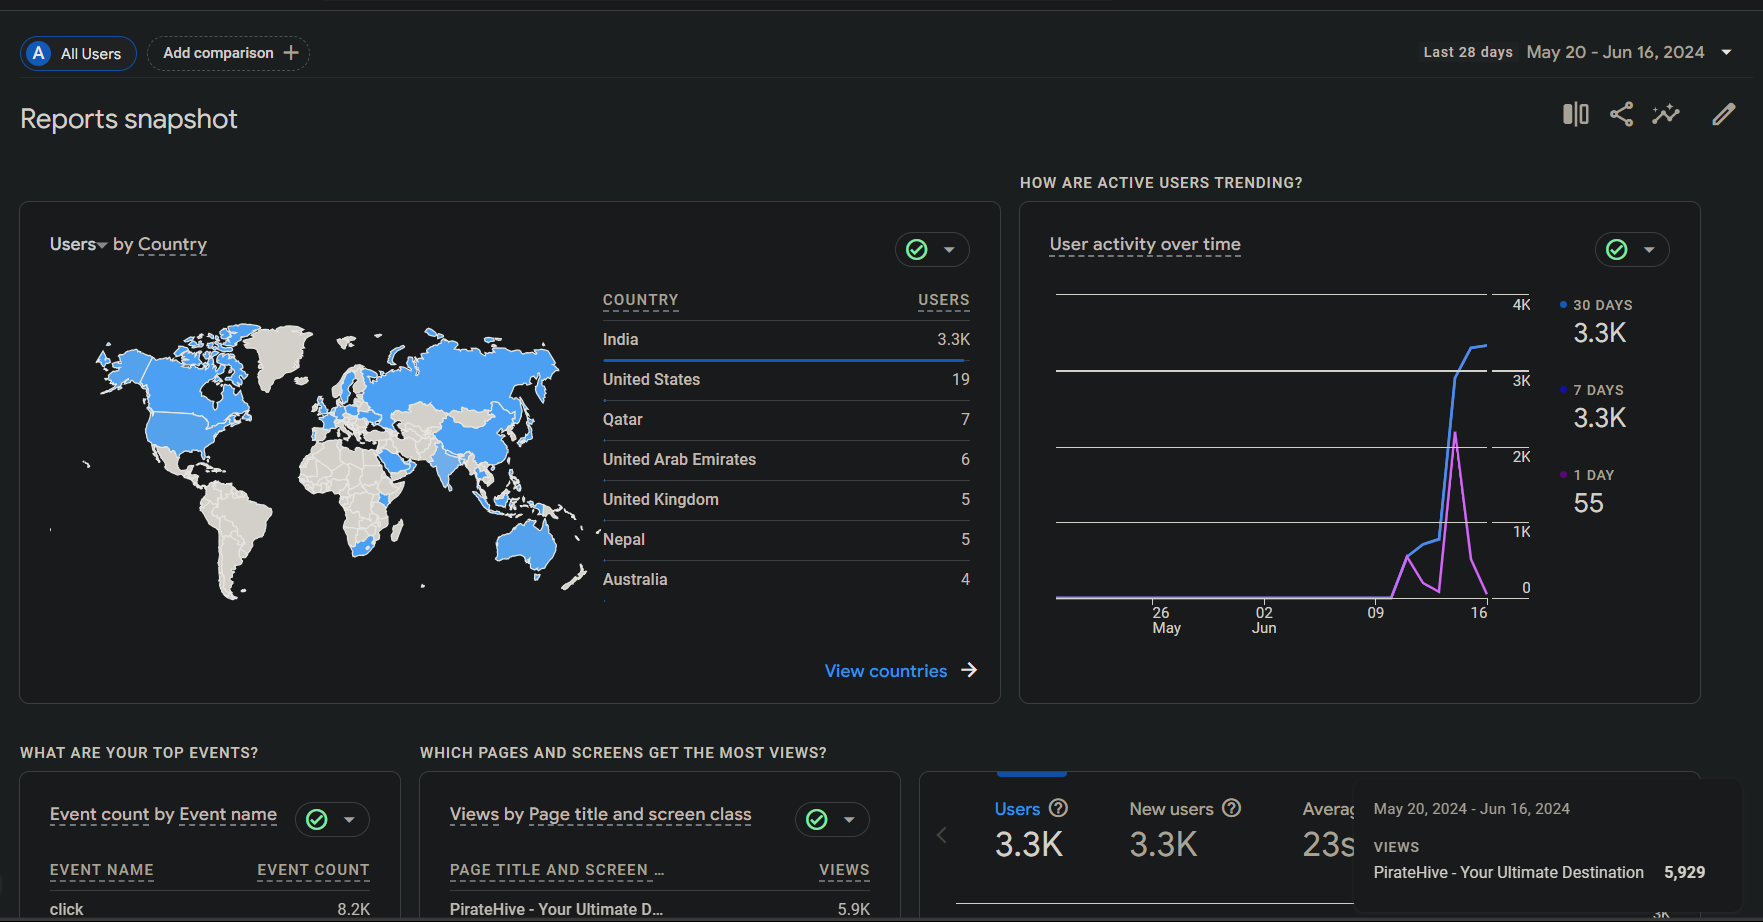 A All Users
Add comparison
Last 28 days May 20 - Jun 16, 2024
Reports snapshot
Users by Country
COUNTRY USERS
India 3.3K
United States 19
Qatar 7
United Arab Emirates 6
United Kingdom 5
Nepal 5
Australia 4
View countries
HOW ARE ACTIVE USERS TRENDING?
User activity over time
4K
3K
2K
1K
0
26 02 09 16
May Jun
30 DAYS
3.3K
7 DAYS
3.3K
1 DAY
55
WHAT ARE YOUR TOP EVENTS?
Event count by Event name
EVENT NAME EVENT COUNT
click 8.2K
WHICH PAGES AND SCREENS GET THE MOST VIEWS?
Views by Page title and screen class
PAGE TITLE AND SCREEN ... VIEWS
PirateHive - Your Ultimate D... 5.9K
Users New users Averag
3.3K 3.3K 23s
May 20, 2024 - Jun 16, 2024
VIEWS
PirateHive - Your Ultimate Destination 5,929
3K